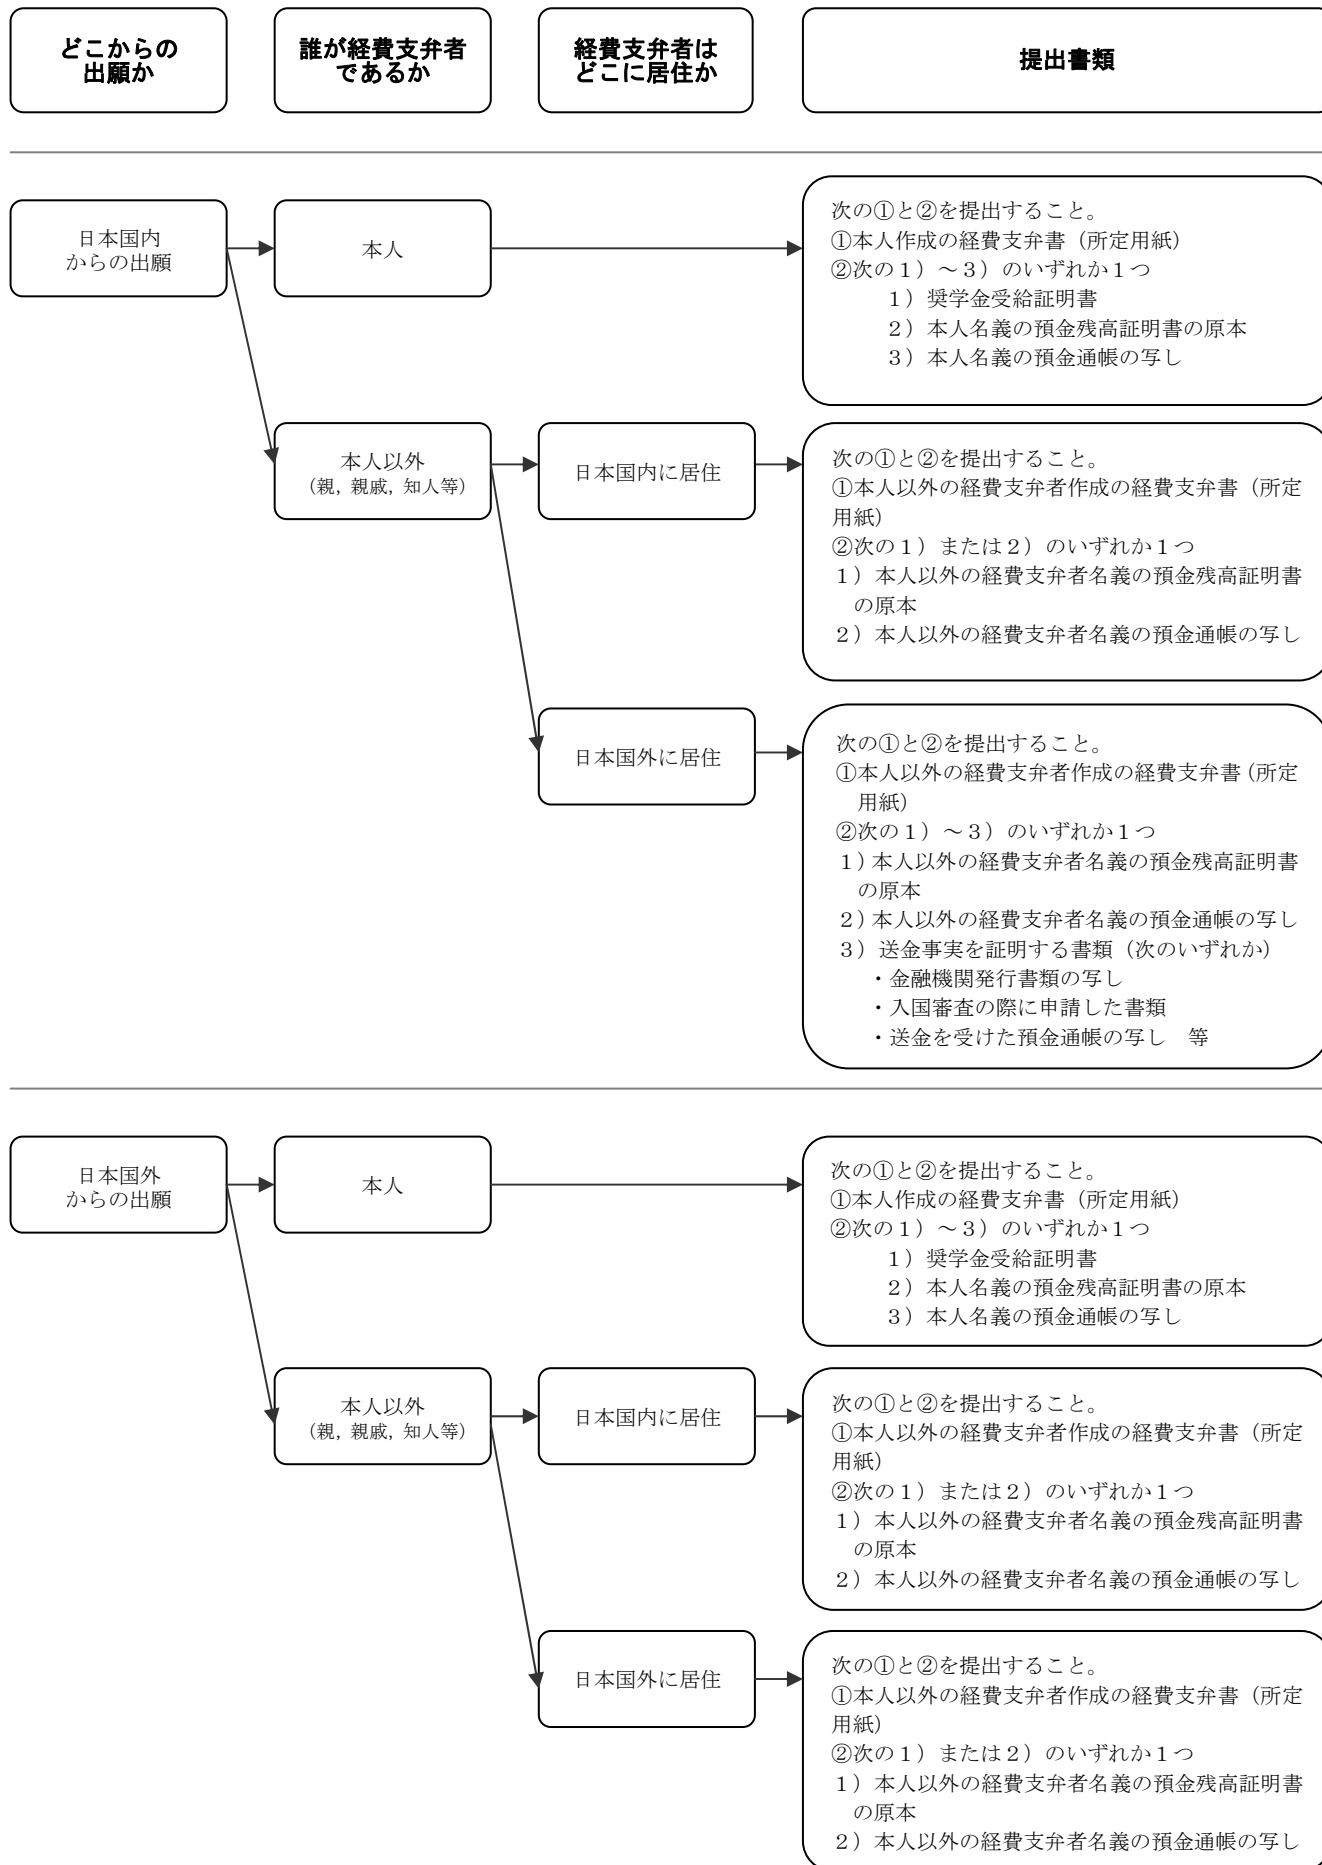 どこからの
出願か
誰が経費支弁者
であるか
経費支弁者は
どこに居住か
提出書類
日本国内
からの出願
本人
次の①と②を提出すること。
①本人作成の経費支弁書（所定用紙）
②次の１）～３）のいずれか１つ
１）奨学金受給証明書
２）本人名義の預金残高証明書の原本
３）本人名義の預金通帳の写し
本人以外
（親，親戚，知人等）
日本国内に居住
次の①と②を提出すること。
①本人以外の経費支弁者作成の経費支弁書（所定
用紙）
②次の１）または２）のいずれか１つ
１）本人以外の経費支弁者名義の預金残高証明書
の原本
２）本人以外の経費支弁者名義の預金通帳の写し
日本国外に居住
次の①と②を提出すること。
①本人以外の経費支弁者作成の経費支弁書（所定
用紙）
②次の１）～３）のいずれか１つ
１）本人以外の経費支弁者名義の預金残高証明書
の原本
２）本人以外の経費支弁者名義の預金通帳の写し
３）送金事実を証明する書類（次のいずれか）
・金融機関発行書類の写し
・入国審査の際に申請した書類
・送金を受けた預金通帳の写し　等
日本国外
からの出願
本人
次の①と②を提出すること。
①本人作成の経費支弁書（所定用紙）
②次の１）～３）のいずれか１つ
１）奨学金受給証明書
２）本人名義の預金残高証明書の原本
３）本人名義の預金通帳の写し
本人以外
（親，親戚，知人等）
日本国内に居住
次の①と②を提出すること。
①本人以外の経費支弁者作成の経費支弁書（所定
用紙）
②次の１）または２）のいずれか１つ
１）本人以外の経費支弁者名義の預金残高証明書
の原本
２）本人以外の経費支弁者名義の預金通帳の写し
日本国外に居住
次の①と②を提出すること。
①本人以外の経費支弁者作成の経費支弁書（所定
用紙）
②次の１）または２）のいずれか１つ
１）本人以外の経費支弁者名義の預金残高証明書
の原本
２）本人以外の経費支弁者名義の預金通帳の写し